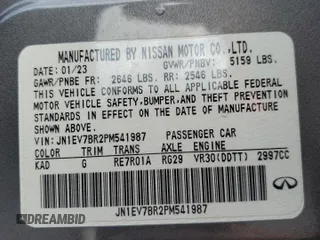 MANUFACTURED BY NISSAN MOTOR CO.,LTD.
DATE: 01/23 GVWR/PNBV: 5159 LBS.
GAWR/PNBE FR: 2646 LBS. RR: 2546 LBS.
THIS VEHICLE CONFORMS TO ALL APPLICABLE FEDERAL
MOTOR VEHICLE SAFETY,BUMPER,AND THEFT PREVENTION
STANDARDS IN EFFECT ON THE DATE OF MANUFACTURE
SHOWN ABOVE.
VIN: JN1EV7BR2PM541987 PASSENGER CAR
COLOR TRIM TRANS AXLE ENGINE
KAD G RE7R01A RG29 VR30(DDTT) 2997CC
JN1EV7BR2PM541987
INFINITI
DREAMBID